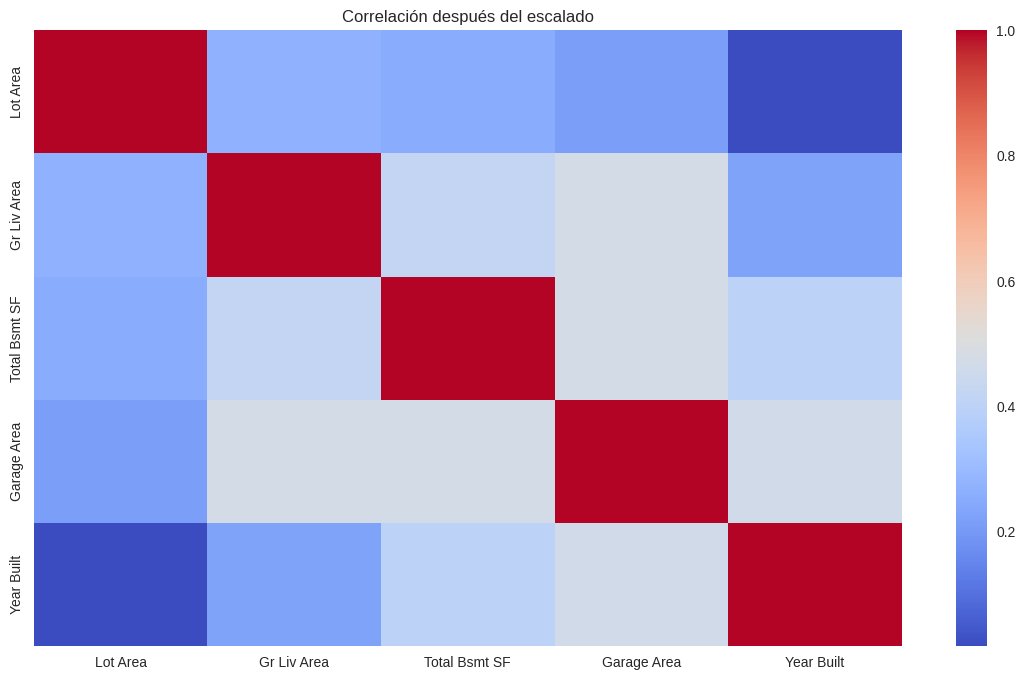 Correlación después del escalado
Lot Area
Gr Liv Area
Total Bsmt SF
Garage Area
Year Built
Lot Area
Gr Liv Area
Total Bsmt SF
Garage Area
Year Built
1.0
0.8
0.6
0.4
0.2